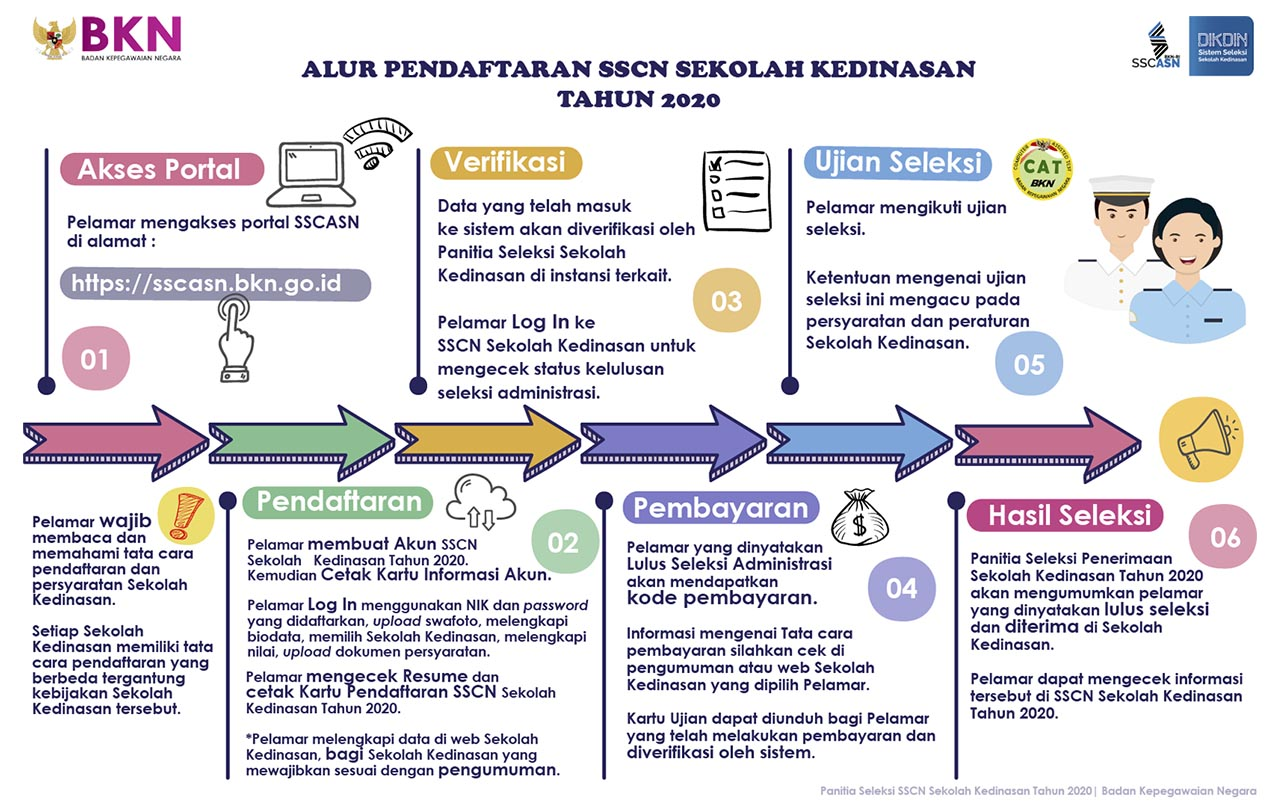 BKN
BADAN KEPEGAWAIAN NEGARA
BKN-RI
SSCASN
DIKDIN
Sistem Seleksi
Sekolah Kedinasan
ALUR PENDAFTARAN SSCN SEKOLAH KEDINASAN
TAHUN 2020
Akses Portal
Pelamar mengakses portal SSCASN
di alamat :
https://sscasn.bkn.go.id
01
Pelamar wajib
membaca dan
memahami tata cara
pendaftaran dan
persyaratan Sekolah
Kedinasan.
Setiap Sekolah
Kedinasan memiliki tata
cara pendaftaran yang
berbeda tergantung
kebijakan Sekolah
Kedinasan tersebut.
Pendaftaran
02
Pelamar membuat Akun SSCN
Sekolah Kedinasan Tahun 2020.
Kemudian Cetak Kartu Informasi Akun.
Pelamar Log In menggunakan NIK dan password
yang didaftarkan, upload swafoto, melengkapi
biodata, memilih Sekolah Kedinasan, melengkapi
nilai, upload dokumen persyaratan.
Pelamar mengecek Resume dan
cetak Kartu Pendaftaran SSCN Sekolah
Kedinasan Tahun 2020.
*Pelamar melengkapi data di web Sekolah
Kedinasan, bagi Sekolah Kedinasan yang
mewajibkan sesuai dengan pengumuman.
Verifikasi
Data yang telah masuk
ke sistem akan diverifikasi oleh
Panitia Seleksi Sekolah
Kedinasan di instansi terkait.
03
Pelamar Log In ke
SSCN Sekolah Kedinasan untuk
mengecek status kelulusan
seleksi administrasi.
Pembayaran
$
Pelamar yang dinyatakan
Lulus Seleksi Administrasi
akan mendapatkan
kode pembayaran.
04
Informasi mengenai Tata cara
pembayaran silahkan cek di
pengumuman atau web Sekolah
Kedinasan yang dipilih Pelamar.
Kartu Ujian dapat diunduh bagi Pelamar
yang telah melakukan pembayaran dan
diverifikasi oleh sistem.
Ujian Seleksi
COMPUTER ASSISTED TEST
CAT
BKN
BADAN KEPEGAWAIAN NEGARA
Pelamar mengikuti ujian
seleksi.
Ketentuan mengenai ujian
seleksi ini mengacu pada
persyaratan dan peraturan
Sekolah Kedinasan.
05
Hasil Seleksi
06
Panitia Seleksi Penerimaan
Sekolah Kedinasan Tahun 2020
akan mengumumkan pelamar
yang dinyatakan lulus seleksi
dan diterima di Sekolah
Kedinasan.
Pelamar dapat mengecek informasi
tersebut di SSCN Sekolah Kedinasan
Tahun 2020.
Panitia Seleksi SSCN Sekolah Kedinasan Tahun 2020| Badan Kepegawaian Negara